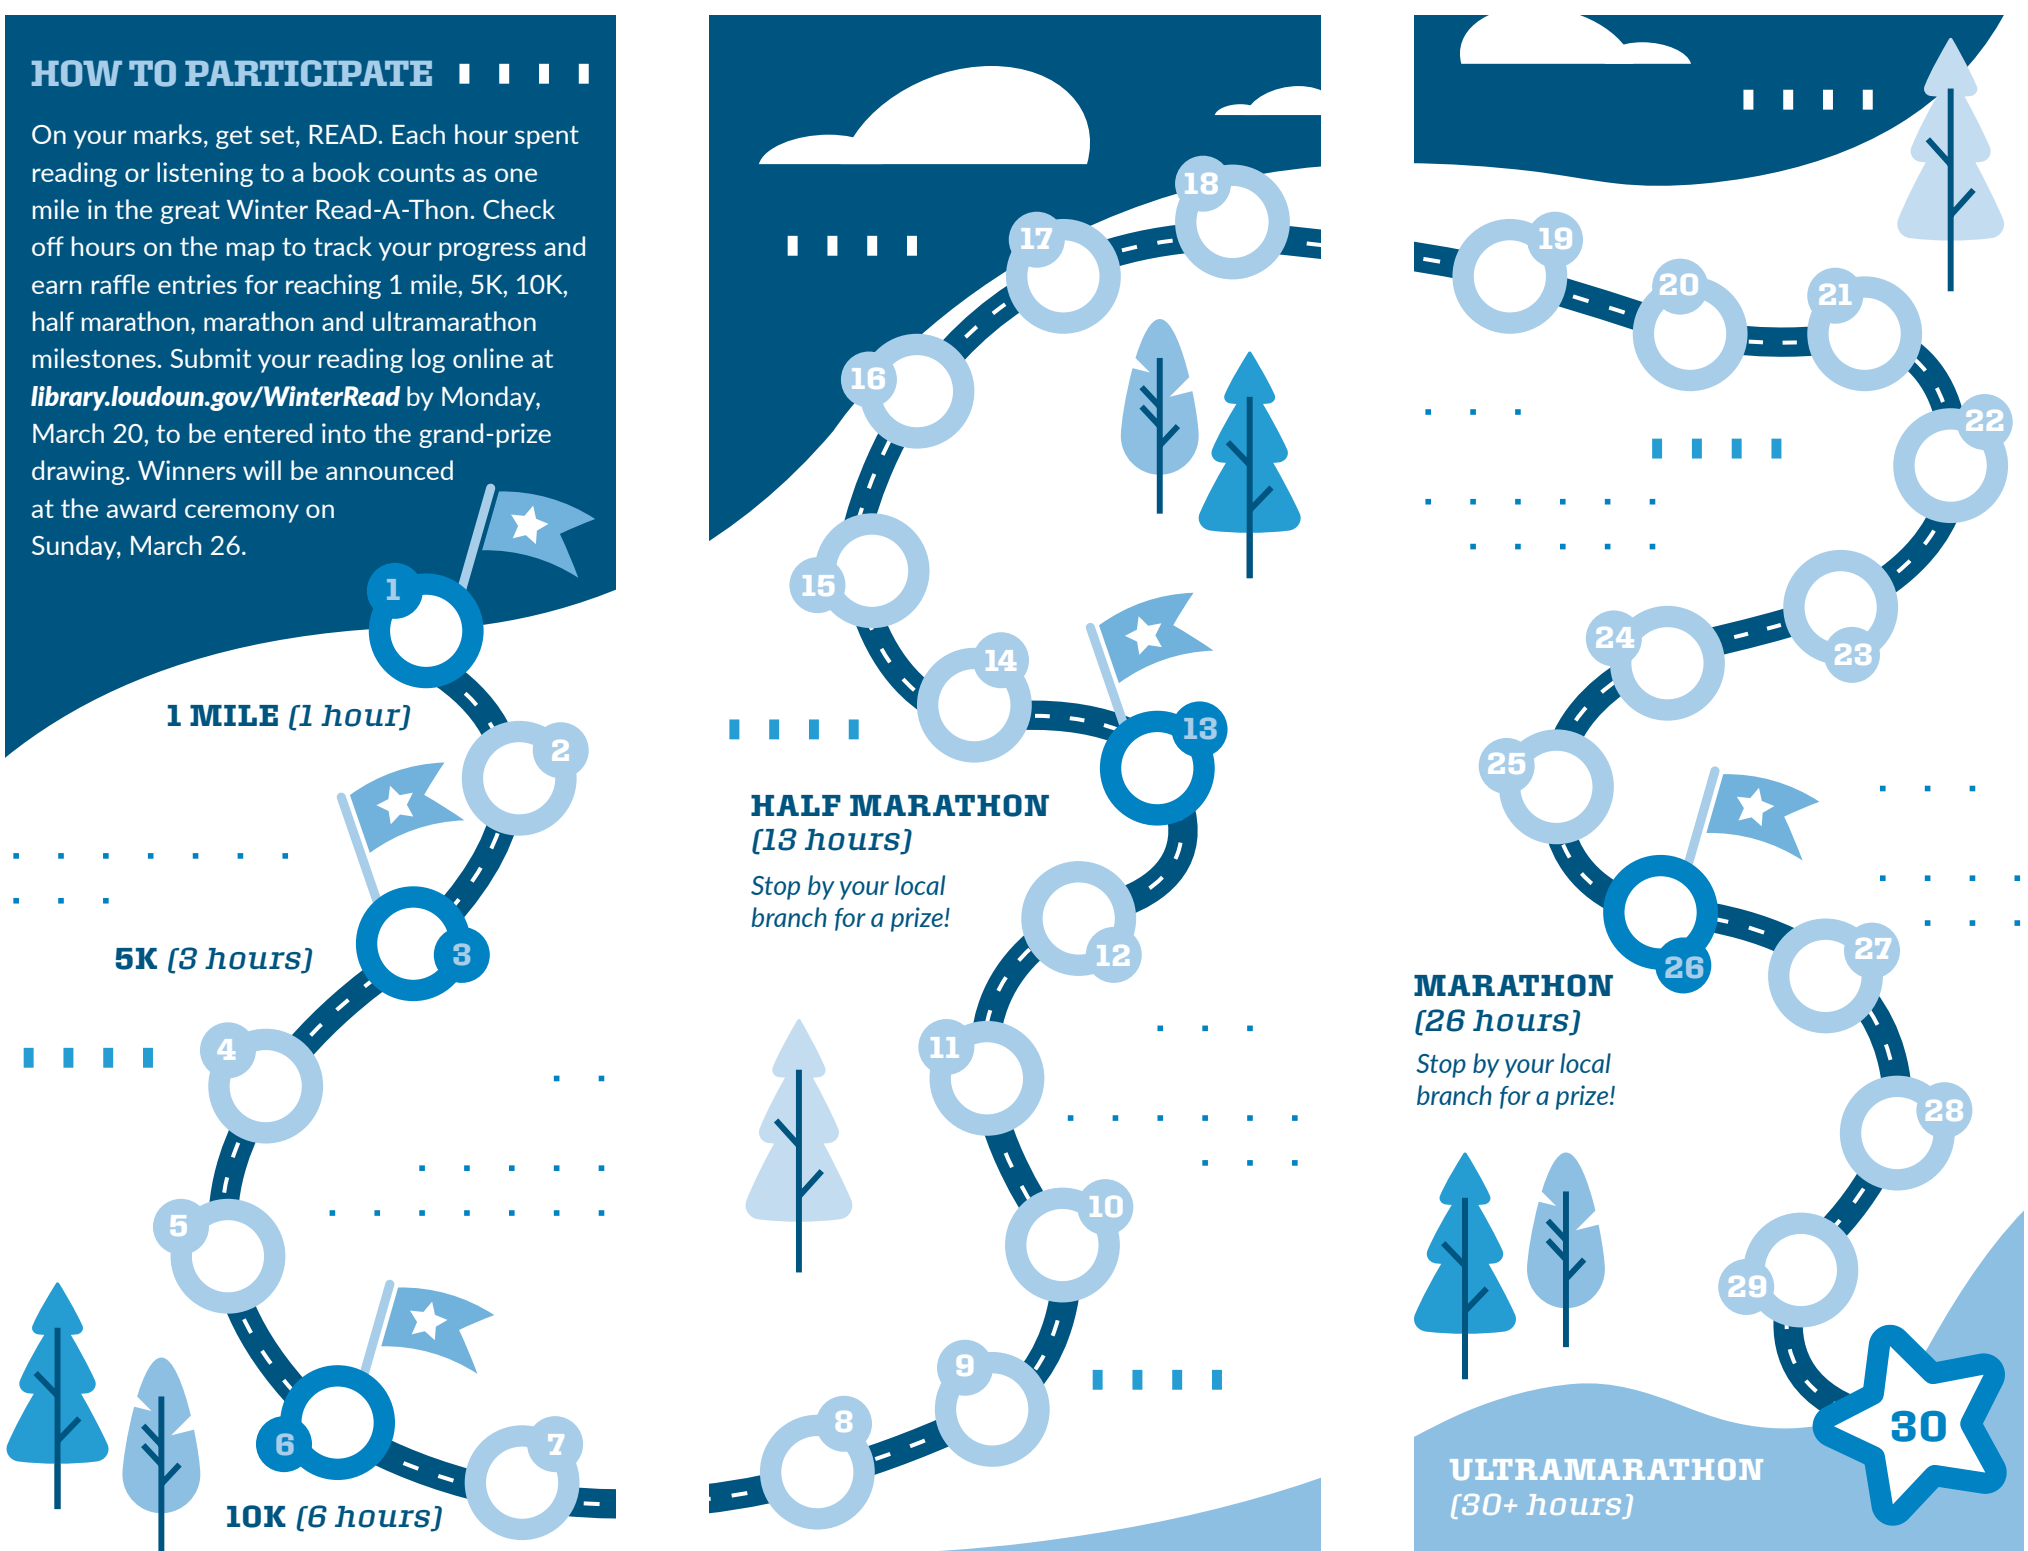 HOW TO PARTICIPATE
On your marks, get set, READ. Each hour spent
reading or listening to a book counts as one
mile in the great Winter Read-A-Thon. Check
off hours on the map to track your progress and
earn raffle entries for reaching 1 mile, 5K, 10K,
half marathon, marathon and ultramarathon
milestones. Submit your reading log online at
library.loudoun.gov/WinterRead by Monday,
March 20, to be entered into the grand-prize
drawing. Winners will be announced
at the award ceremony on
Sunday, March 26.
1
1 MILE (1 hour)
2
3
5K (3 hours)
4
5
6
7
10K (6 hours)
18
17
16
15
14
13
HALF MARATHON
(13 hours)
Stop by your local
branch for a prize!
12
11
10
9
8
19
20
21
22
23
24
25
26
27
MARATHON
(26 hours)
Stop by your local
branch for a prize!
28
29
30
ULTRAMARATHON
(30+ hours)